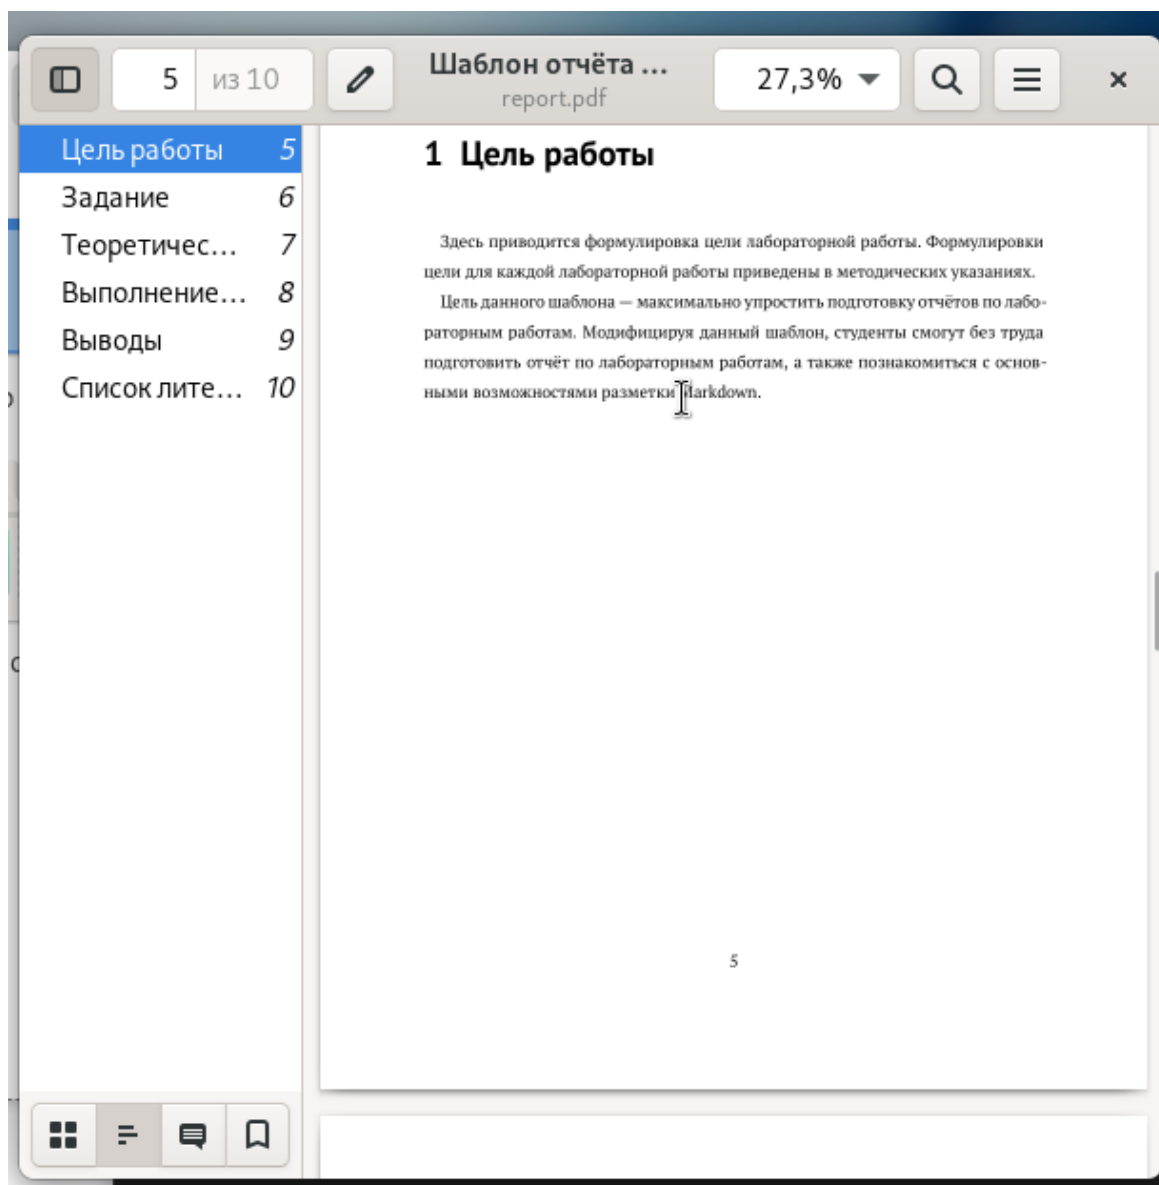 5 из 10
Шаблон отчёта ...
report.pdf
27,3%
Цель работы 5
Задание 6
Теоретичес... 7
Выполнение... 8
Выводы 9
Список лите... 10
1 Цель работы
Здесь приводится формулировка цели лабораторной работы. Формулировки
цели для каждой лабораторной работы приведены в методических указаниях.
Цель данного шаблона — максимально упростить подготовку отчётов по лабо-
раторным работам. Модифицируя данный шаблон, студенты смогут без труда
подготовить отчёт по лабораторным работам, а также познакомиться с основ-
ными возможностями разметки Markdown.
5